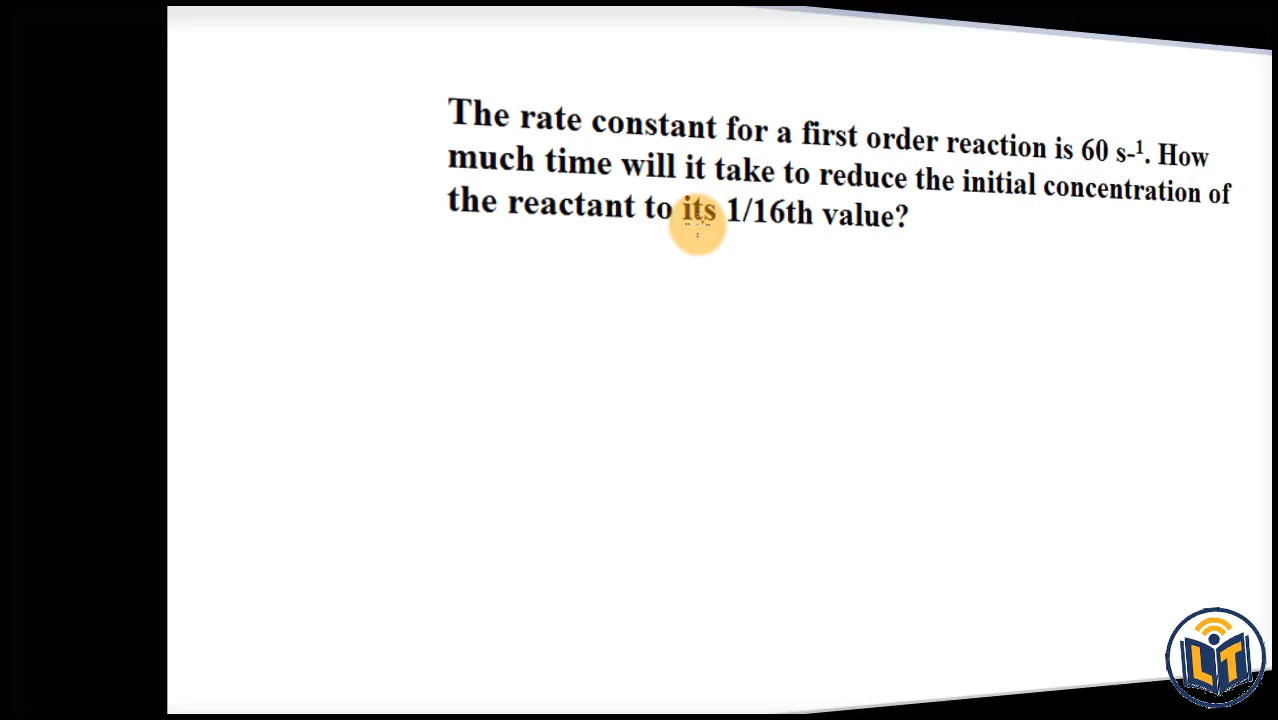 The rate constant for a first order reaction is 60 s-¹. How
much time will it take to reduce the initial concentration of
the reactant to its 1/16th value?
LT